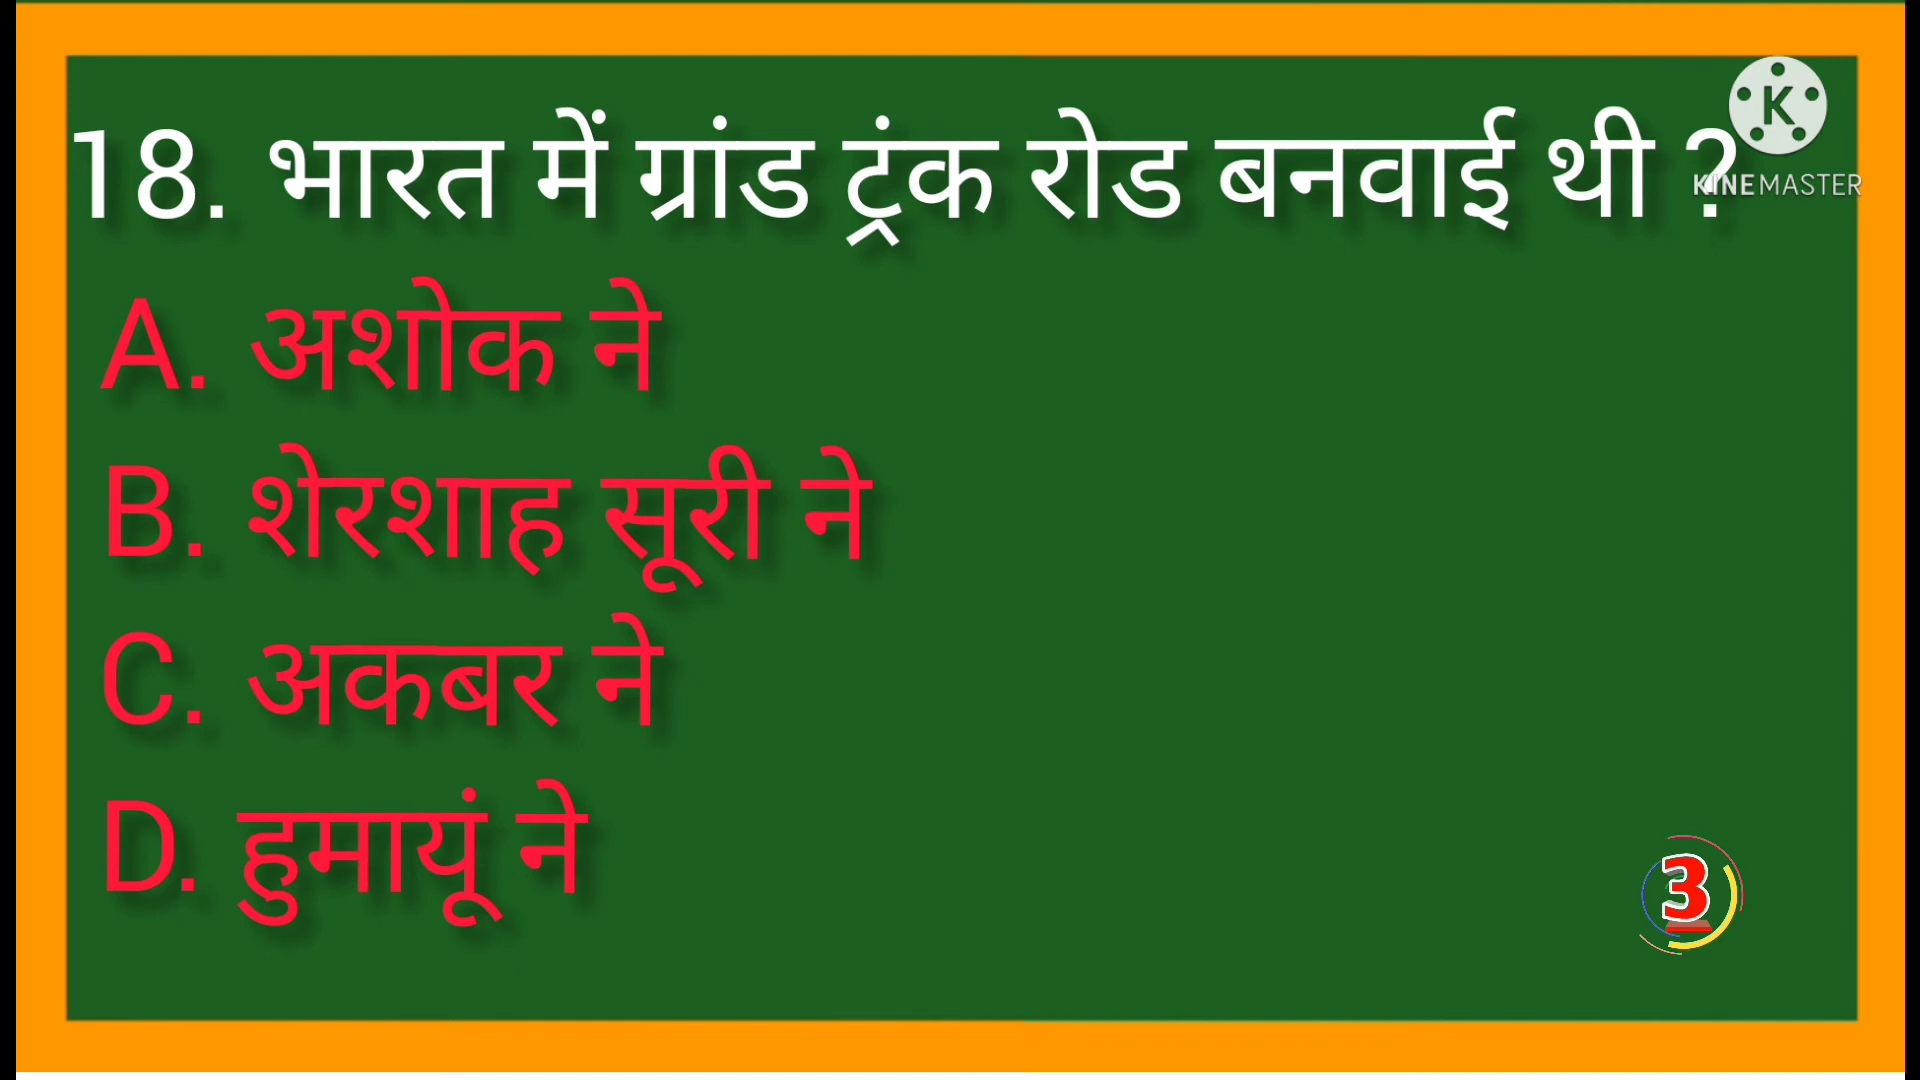 18. भारत में ग्रांड ट्रंक रोड बनवाई थी ?
K
KINEMASTER
A. अशोक ने
B. शेरशाह सूरी ने
C. अकबर ने
D. हुमायूं ने
3